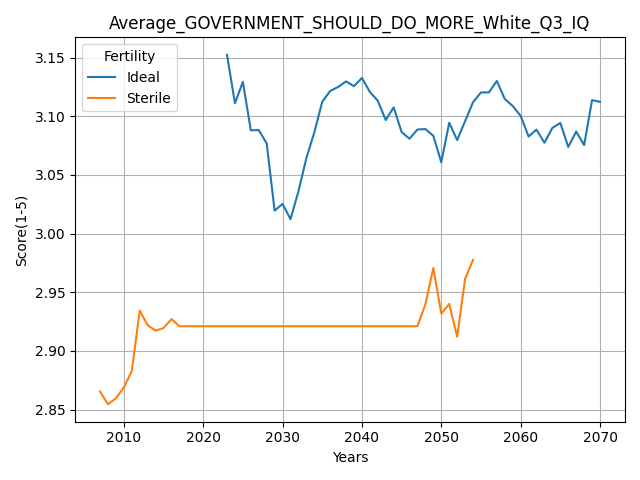 Average_GOVERNMENT_SHOULD_DO_MORE_White_Q3_IQ
Fertility
Ideal
Sterile
Score(1-5)
3.15
3.10
3.05
3.00
2.95
2.90
2.85
2010 2020 2030 2040 2050 2060 2070
Years